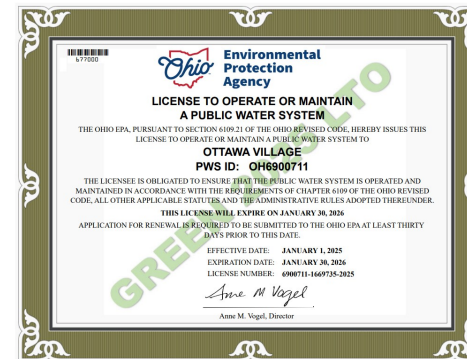 677000
Ohio
Environmental
Protection
Agency
LICENSE TO OPERATE OR MAINTAIN
A PUBLIC WATER SYSTEM
THE OHIO EPA, PURSUANT TO SECTION 6109.21 OF THE OHIO REVISED CODE, HEREBY ISSUES THIS
LICENSE TO OPERATE OR MAINTAIN A PUBLIC WATER SYSTEM TO
OTTAWA VILLAGE
PWS ID: OH6900711
THE LICENSEE IS OBLIGATED TO ENSURE THAT THE PUBLIC WATER SYSTEM IS OPERATED AND
MAINTAINED IN ACCORDANCE WITH THE REQUIREMENTS OF CHAPTER 6109 OF THE OHIO REVISED
CODE, ALL OTHER APPLICABLE STATUTES AND THE ADMINISTRATIVE RULES ADOPTED THEREUNDER.
THIS LICENSE WILL EXPIRE ON JANUARY 30, 2026
APPLICATION FOR RENEWAL IS REQUIRED TO BE SUBMITTED TO THE OHIO EPA AT LEAST THIRTY
DAYS PRIOR TO THIS DATE.
EFFECTIVE DATE: JANUARY 1, 2025
EXPIRATION DATE: JANUARY 30, 2026
LICENSE NUMBER: 6900711-1669735-2025
Anne M Vogel
Anne M. Vogel, Director
GREEN 2025 LTO